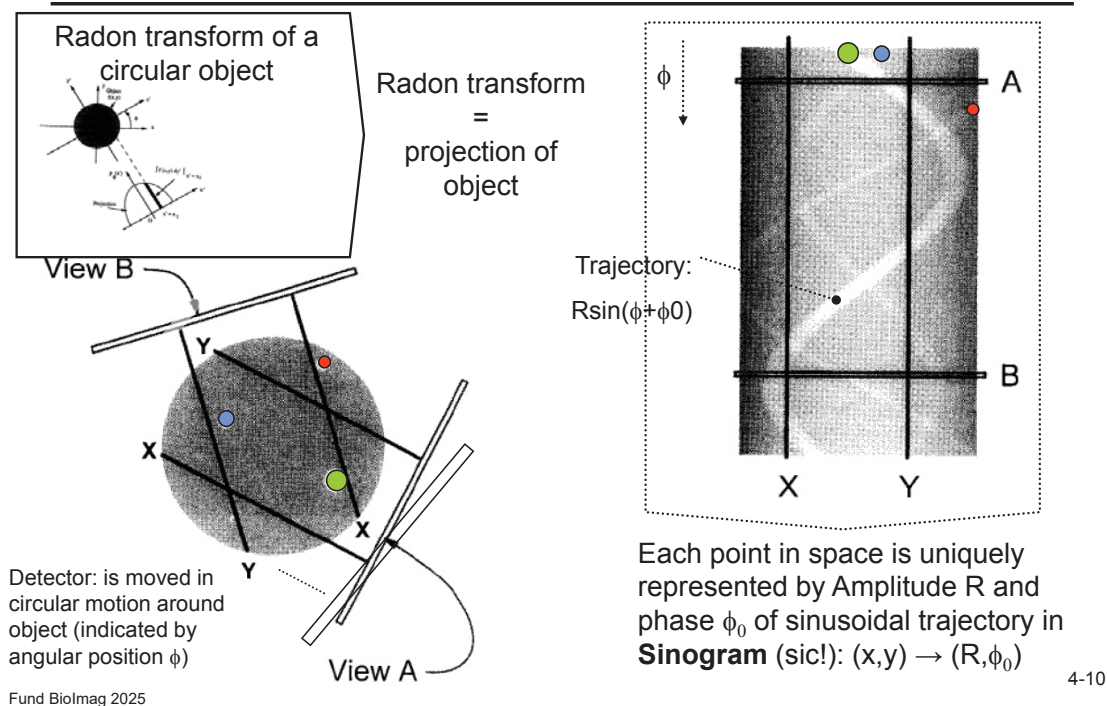 Radon transform of a
circular object
Object
Projection
Radon transform
=
projection of
object
View B
Y
X
X
Y
Detector: is moved in
circular motion around
object (indicated by
angular position ϕ)
View A
ϕ
A
Trajectory:
Rsin(ϕ+ϕ0)
B
X
Y
Each point in space is uniquely
represented by Amplitude R and
phase ϕ₀ of sinusoidal trajectory in
Sinogram (sic!): (x,y) → (R,ϕ₀)
4-10
Fund BioImag 2025